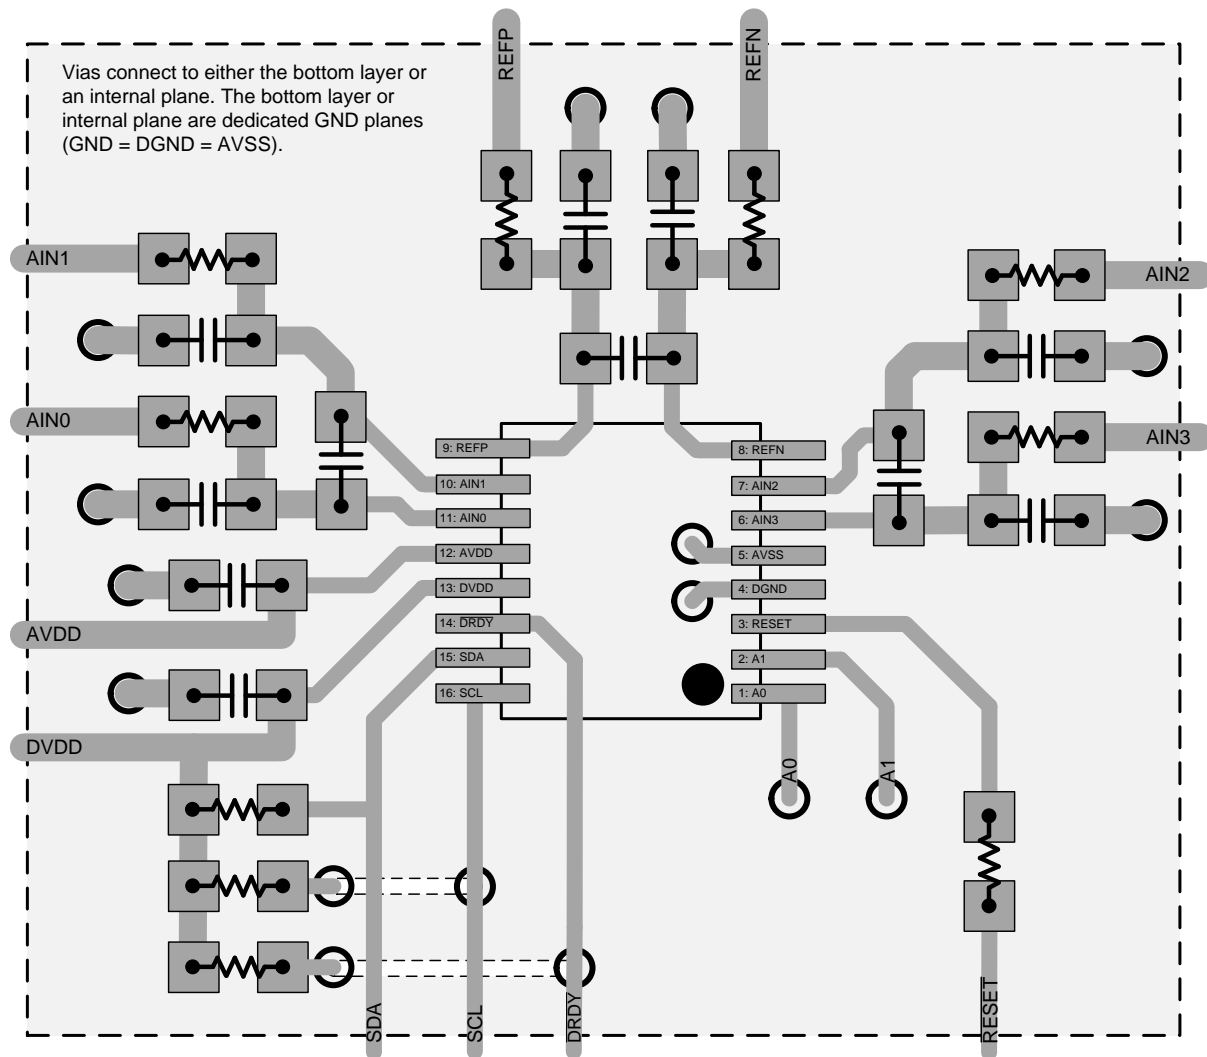 REFP
REFN
Vias connect to either the bottom layer or
an internal plane. The bottom layer or
internal plane are dedicated GND planes
(GND = DGND = AVSS).
AIN1
AIN2
AIN0
AIN3
9: REFP
8: REFN
10: AIN1
7: AIN2
11: AIN0
6: AIN3
12: AVDD
5: AVSS
13: DVDD
4: DGND
14: DRDY
3: RESET
15: SDA
2: A1
16: SCL
1: A0
AVDD
DVDD
A0
A1
SDA
SCL
DRDY
RESET